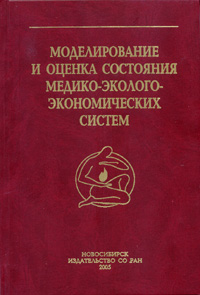 МОДЕЛИРОВАНИЕ
И ОЦЕНКА СОСТОЯНИЯ
МЕДИКО-ЭКОЛОГО-
ЭКОНОМИЧЕСКИХ
СИСТЕМ
НОВОСИБИРСК
ИЗДАТЕЛЬСТВО СО РАН
2005